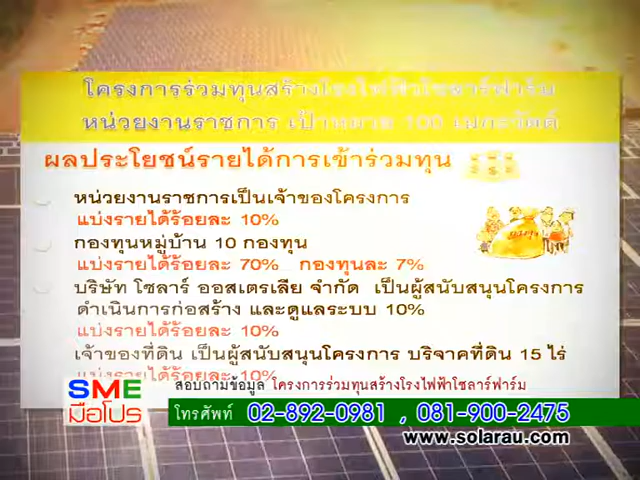 โครงการร่วมทุนสร้างโรงไฟฟ้าโซลาร์ฟาร์ม
หน่วยงานราชการ เป้าหมาย 100 เมกะวัตต์
ผลประโยชน์รายได้การเข้าร่วมทุน
หน่วยงานราชการเป็นเจ้าของโครงการ
แบ่งรายได้ร้อยละ 10%
กองทุนหมู่บ้าน 10 กองทุน
แบ่งรายได้ร้อยละ 70% กองทุนละ 7%
บริษัท โซลาร์ ออสเตรเลีย จำกัด เป็นผู้สนับสนุนโครงการ
ดำเนินการก่อสร้าง และดูแลระบบ 10%
แบ่งรายได้ร้อยละ 10%
เจ้าของที่ดิน เป็นผู้สนับสนุนโครงการ บริจาคที่ดิน 15 ไร่
แบ่งรายได้ร้อยละ 10%
SME
มือโปร
สอบถามข้อมูล โครงการร่วมทุนสร้างโรงไฟฟ้าโซลาร์ฟาร์ม
โทรศัพท์ 02-892-0981 , 081-900-2475
www.solarau.com